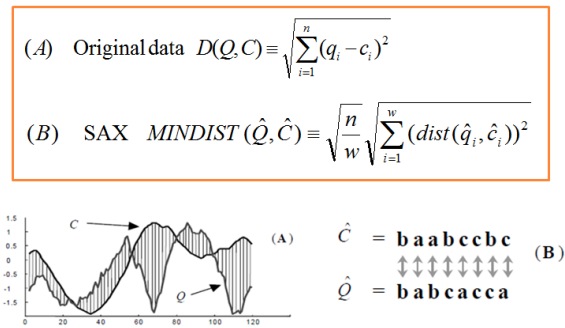 (A) Original data D(Q,C) ≡ √(∑_{i=1}^{n} (q_i − c_i)²)
(B) SAX MINDIST(Q̂,Ĉ) ≡ √(n/w) √(∑_{i=1}^{w} (dist(q̂_i, ĉ_i))²)
1.5
1
0.5
0
-0.5
-1
-1.5
0 20 40 60 80 100 120
C
Q
(A)
Ĉ = baabccbc
Q̂ = babcacca
(B)